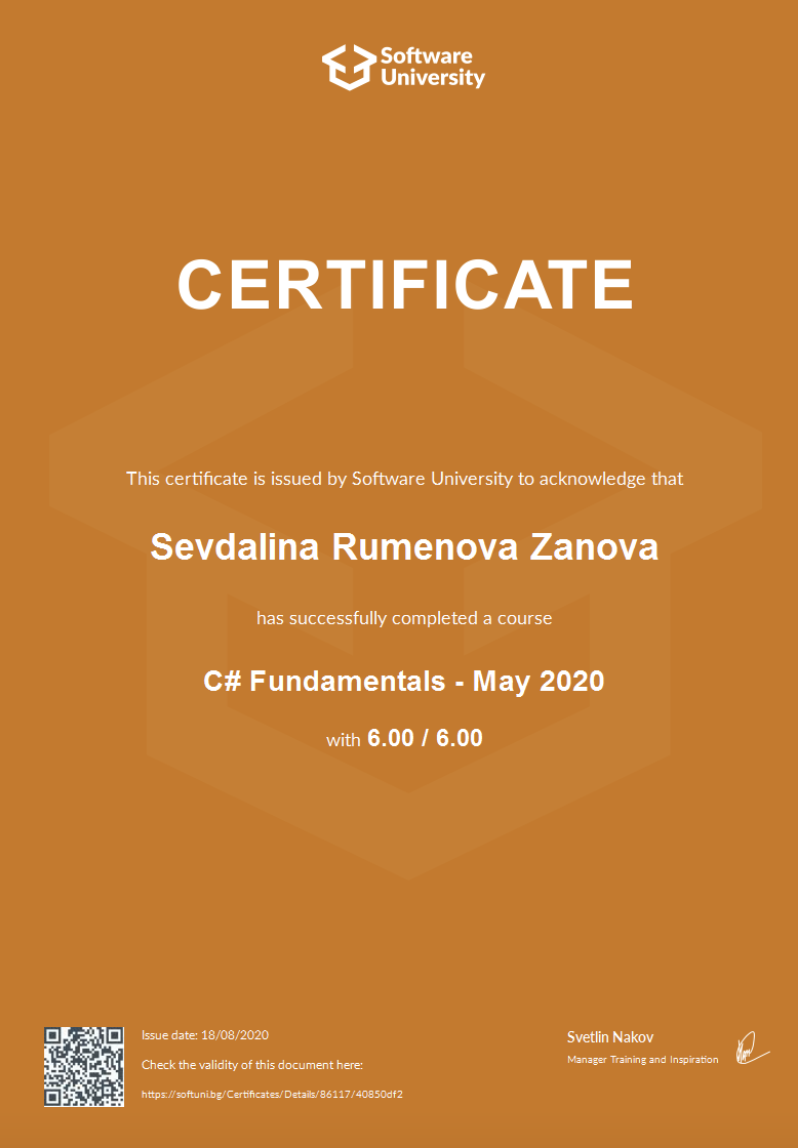 Software
University
CERTIFICATE
This certificate is issued by Software University to acknowledge that
Sevdalina Rumenova Zanova
has successfully completed a course
C# Fundamentals - May 2020
with 6.00 / 6.00
Issue date: 18/08/2020
Check the validity of this document here:
https://softuni.bg/Certificates/Details/86117/40850df2
Svetlin Nakov
Manager Training and Inspiration